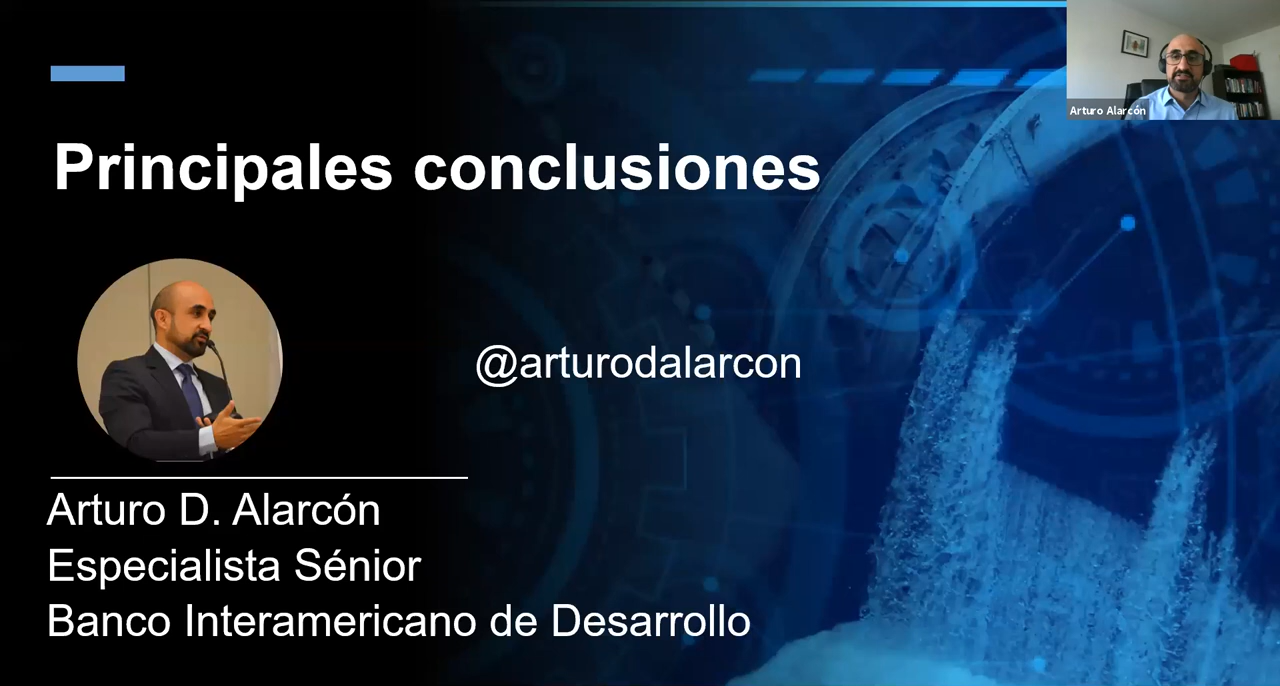 Arturo Alarcón
Principales conclusiones
@arturodalarcon
Arturo D. Alarcón
Especialista Sénior
Banco Interamericano de Desarrollo